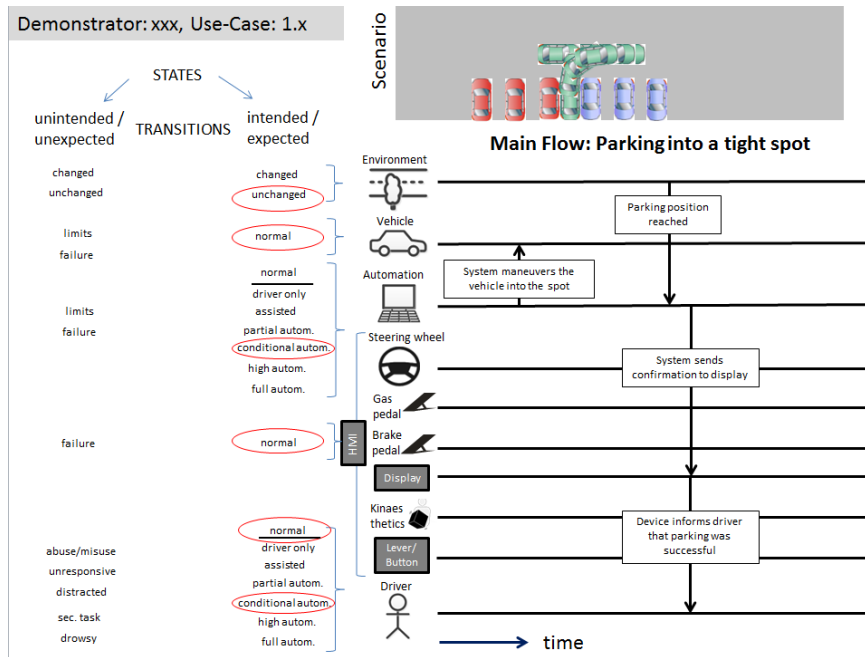 Demonstrator: xxx, Use-Case: 1.x
Scenario
STATES
unintended /
unexpected
TRANSITIONS
intended /
expected
Main Flow: Parking into a tight spot
changed
unchanged
changed
unchanged
Environment
Parking position
reached
limits
failure
normal
Vehicle
System maneuvers the
vehicle into the spot
limits
failure
normal
driver only
assisted
partial autom.
conditional autom.
high autom.
full autom.
Automation
Steering wheel
System sends
confirmation to display
Gas
pedal
failure
normal
HMI
Brake
pedal
Display
Kinaes
thetics
Lever/
Button
Device informs driver
that parking was
successful
abuse/misuse
unresponsive
distracted
sec. task
drowsy
normal
driver only
assisted
partial autom.
conditional autom.
high autom.
full autom.
Driver
time